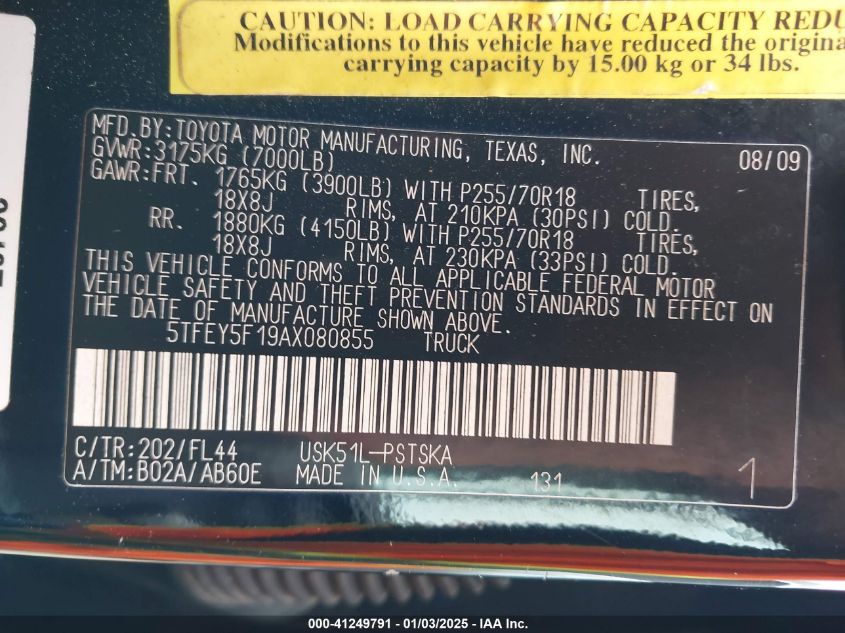 CAUTION: LOAD CARRYING CAPACITY REDU
Modifications to this vehicle have reduced the origina
carrying capacity by 15.00 kg or 34 lbs.
MFD.BY:TOYOTA MOTOR MANUFACTURING, TEXAS, INC. 08/09
GVWR:3175KG (7000LB)
GAWR:FRT. 1765KG (3900LB) WITH P255/70R18 TIRES,
18X8J RIMS, AT 210KPA (30PSI) COLD.
RR. 1880KG (4150LB) WITH P255/70R18 TIRES,
18X8J RIMS, AT 230KPA (33PSI) COLD.
THIS VEHICLE CONFORMS TO ALL APPLICABLE FEDERAL MOTOR
VEHICLE SAFETY AND THEFT PREVENTION STANDARDS IN EFFECT ON
THE DATE OF MANUFACTURE SHOWN ABOVE.
5TFEY5F19AX080855 TRUCK
C/TR:202/FL44 USK51L-PSTSKA
A/TM:B02A/AB60E MADE IN U.S.A. 131 1
000-41249791 - 01/03/2025 - IAA Inc.